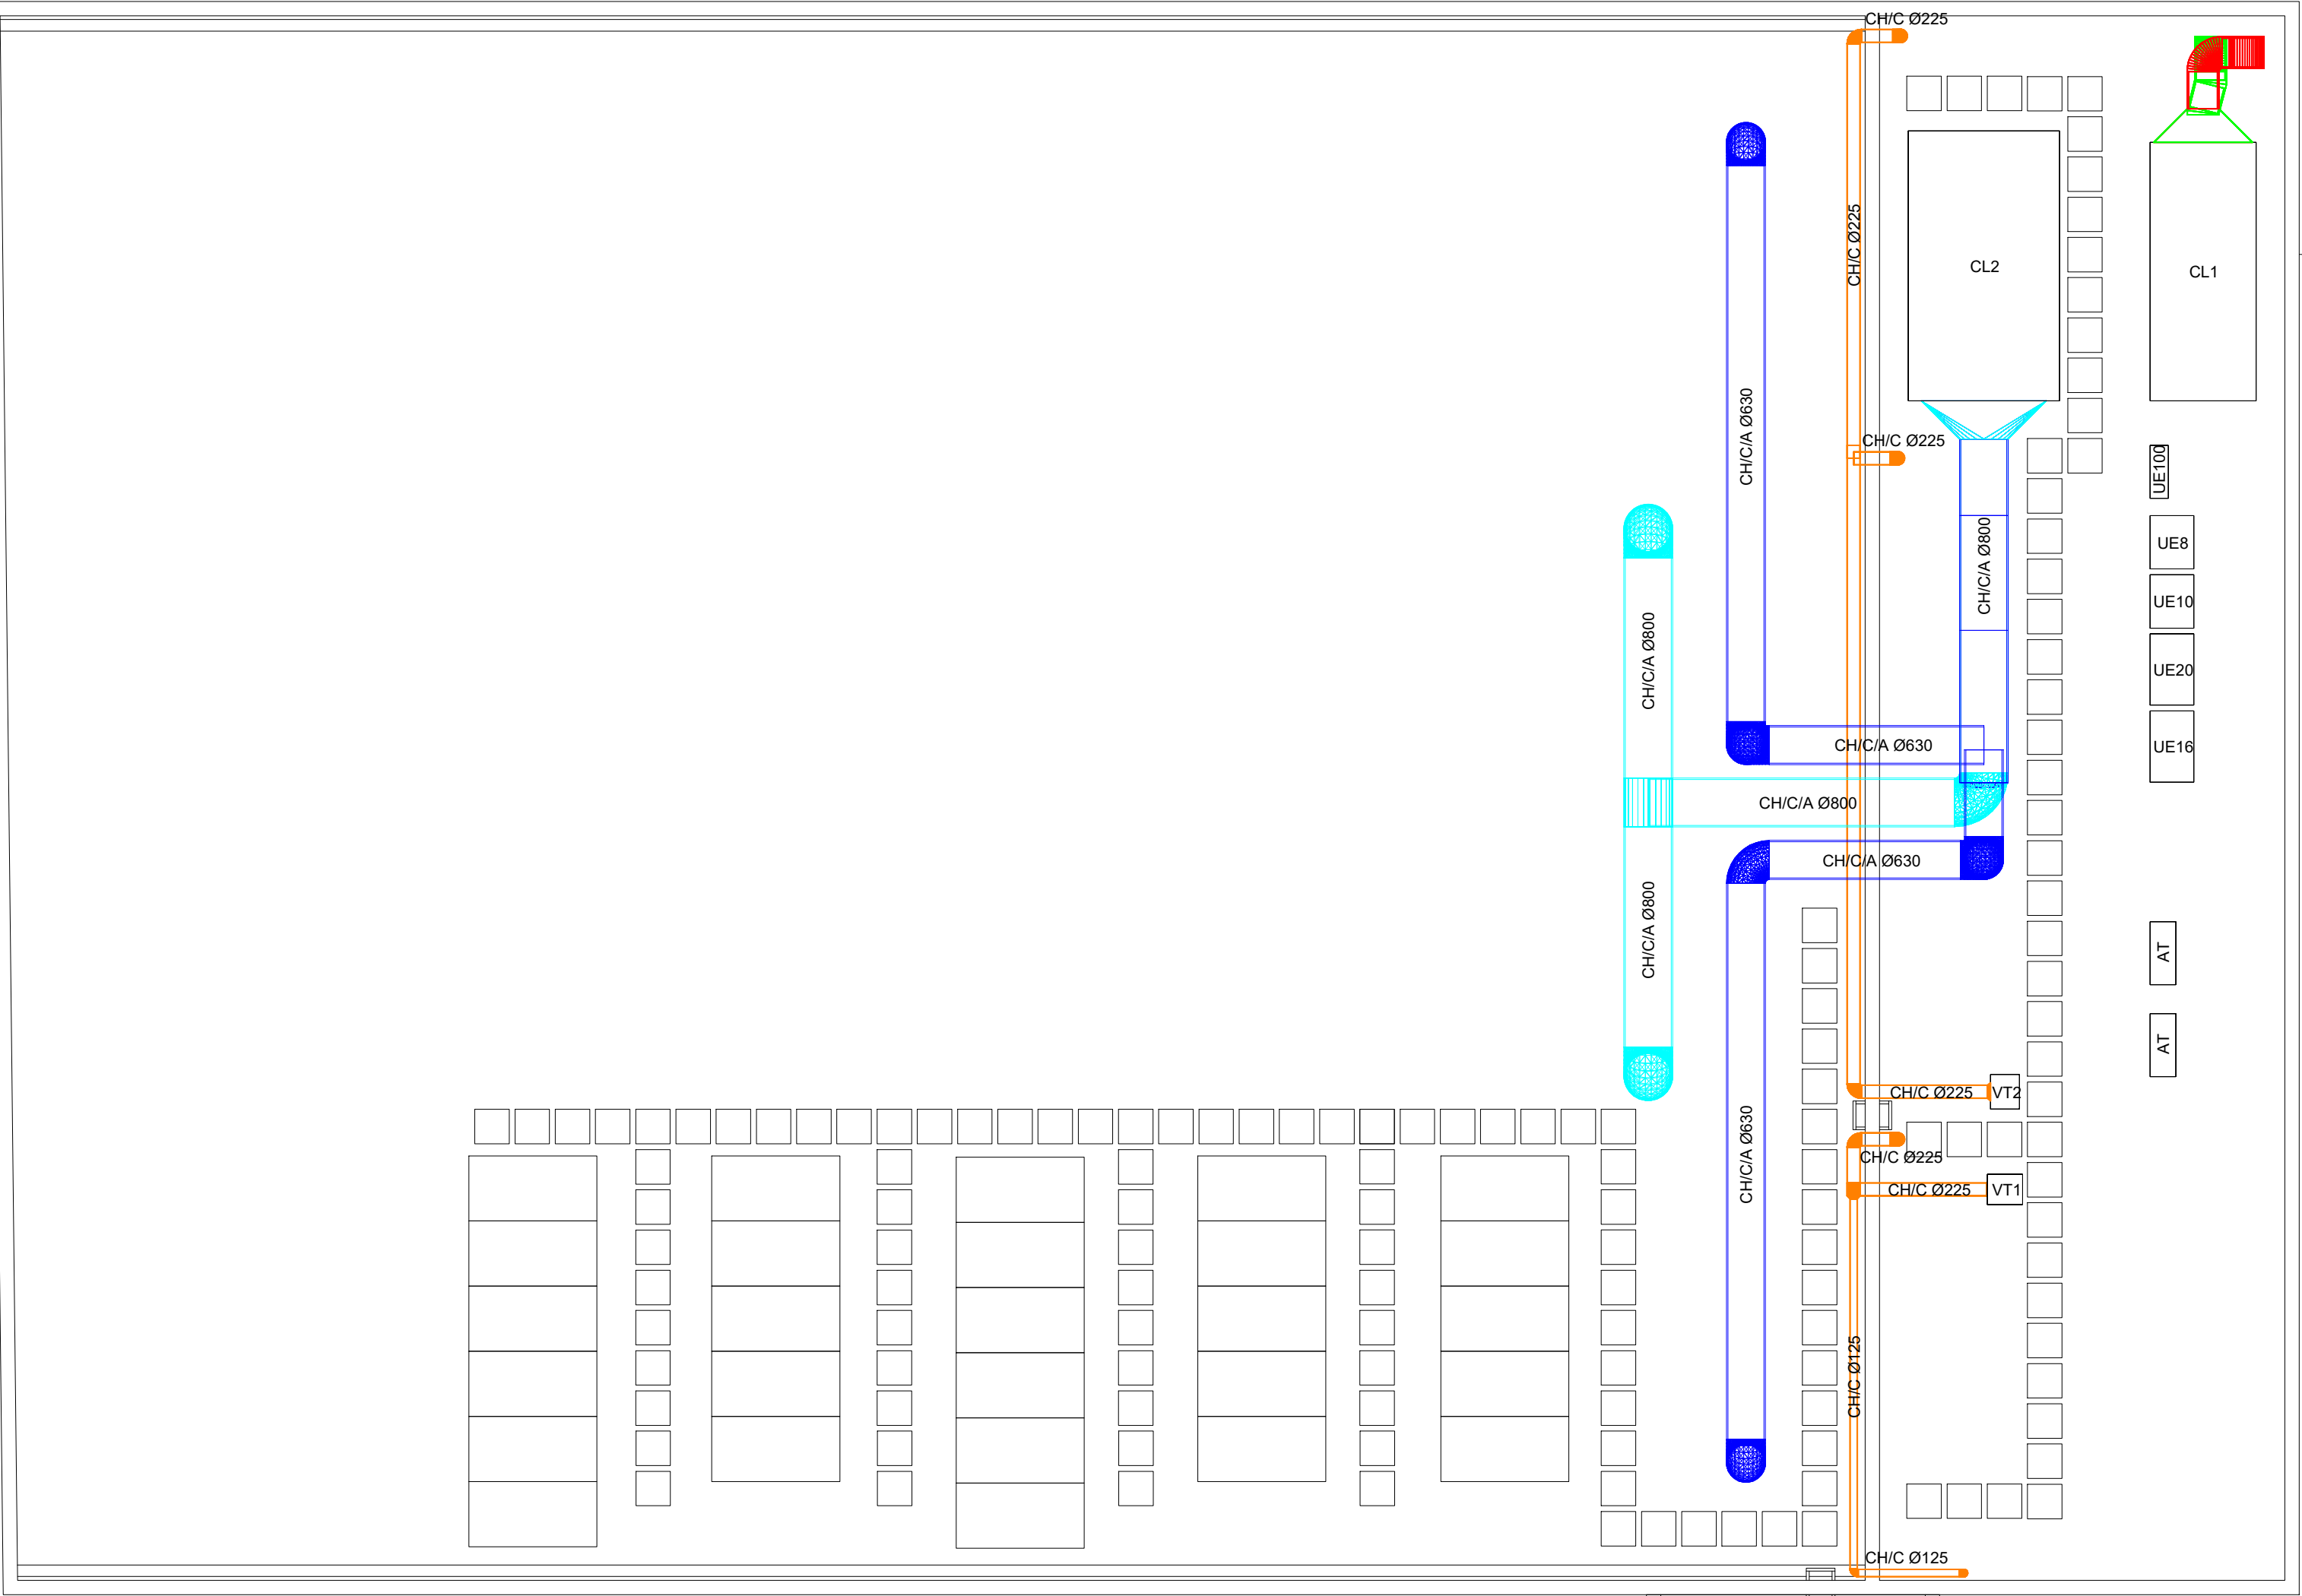 CH/C Ø225
CH/C Ø225
CL2
CL1
CH/C/A Ø630
CH/C Ø225
UE100
CH/C/A Ø800
UE8
UE10
CH/C/A Ø800
UE20
CH/C/A Ø630
UE16
CH/C/A Ø800
CH/C/A Ø630
CH/C/A Ø800
AT
AT
CH/C Ø225
VT2
CH/C/A Ø630
CH/C Ø225
CH/C Ø225
VT1
CH/C Ø125
CH/C Ø125